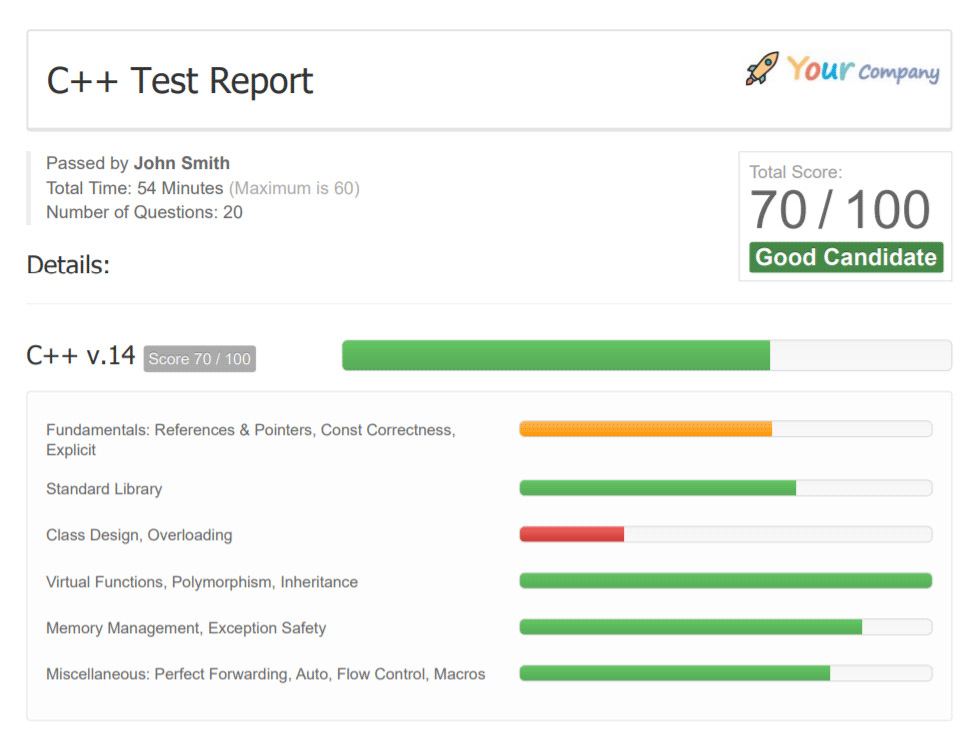 C++ Test Report
Your Company
Passed by John Smith
Total Time: 54 Minutes (Maximum is 60)
Number of Questions: 20
Total Score:
70 / 100
Good Candidate
Details:
C++ v.14 Score 70 / 100
Fundamentals: References & Pointers, Const Correctness,
Explicit
Standard Library
Class Design, Overloading
Virtual Functions, Polymorphism, Inheritance
Memory Management, Exception Safety
Miscellaneous: Perfect Forwarding, Auto, Flow Control, Macros